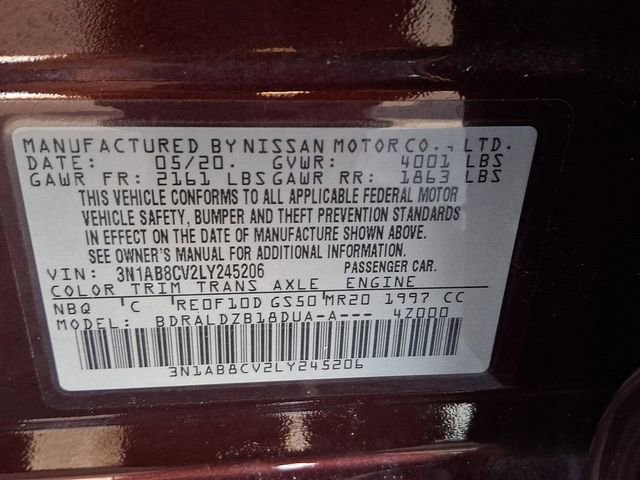 MANUFACTURED BY NISSAN MOTOR CO., LTD.
DATE: 05/20. GVWR: 4001 LBS
GAWR FR: 2161 LBS GAWR RR: 1863 LBS
THIS VEHICLE CONFORMS TO ALL APPLICABLE FEDERAL MOTOR
VEHICLE SAFETY, BUMPER AND THEFT PREVENTION STANDARDS
IN EFFECT ON THE DATE OF MANUFACTURE SHOWN ABOVE.
SEE OWNER'S MANUAL FOR ADDITIONAL INFORMATION.
VIN: 3N1AB8CV2LY245206 PASSENGER CAR.
COLOR TRIM TRANS AXLE ENGINE
NBQ C RE0F10D GS50 MR20 1997 CC
MODEL: BDRALDZB18DUA-A--- 4Z000
3N1AB8CV2LY245206